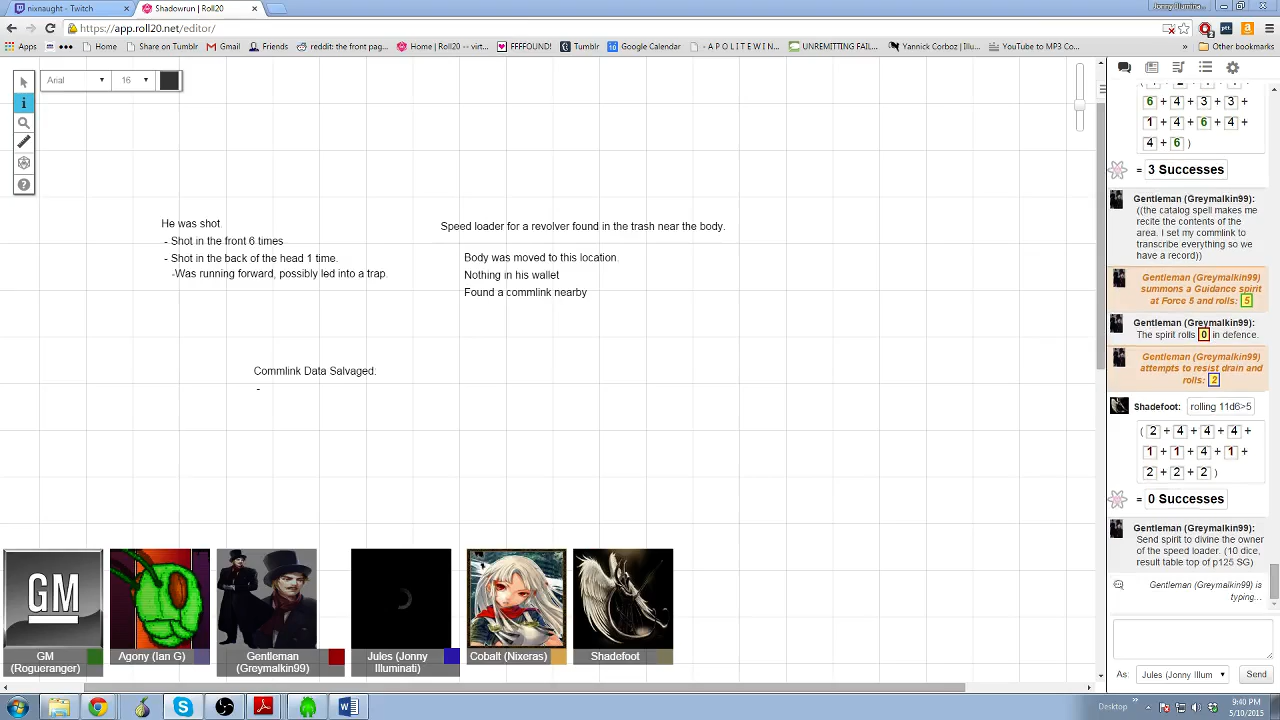 nixnaught - Twitch
Shadowrun | Roll20
M Gmail
Jonny Illumine...
https://app.roll20.net/editor/
Apps
Home
Share on Tumblr
Gmail
Friends
reddit: the front pag...
Home | Roll20 -- virt...
FFFFOUND!
Tumblr
Google Calendar
- A P O L I T E W I N...
UNREMITTING FAIL...
Yannick Corboz | Illu...
YouTube to MP3 Co...
Other bookmarks
Arial
16
He was shot.
- Shot in the front 6 times
- Shot in the back of the head 1 time.
-Was running forward, possibly led into a trap.
Speed loader for a revolver found in the trash near the body.
Body was moved to this location.
Nothing in his wallet
Found a commlink nearby
Commlink Data Salvaged:
-
6 + 4 + 3 + 3 +
1 + 4 + 6 + 4 +
4 + 6 )
= 3 Successes
Gentleman (Greymalkin99):
((the catalog spell makes me
recite the contents of the
area. I set my commlink to
transcribe everything so we
have a record))
Gentleman (Greymalkin99)
summons a Guidance spirit
at Force 5 and rolls: 5
Gentleman (Greymalkin99):
The spirit rolls 0 in defence.
Gentleman (Greymalkin99)
attempts to resist drain and
rolls: 2
Shadefoot: rolling 11d6>5
( 2 + 4 + 4 + 4 +
1 + 1 + 4 + 1 +
2 + 2 + 2 )
= 0 Successes
Gentleman (Greymalkin99):
Send spirit to divine the owner
of the speed loader. (10 dice,
result table top of p125 SG)
Gentleman (Greymalkin99) is
typing...
As: Jules (Jonny Illum
Send
GM
GM
(Rogueranger)
Agony (Ian G)
Gentleman
(Greymalkin99)
Jules (Jonny
Illuminati)
Cobalt (Nixeras)
Shadefoot
Desktop
9:40 PM
5/10/2015